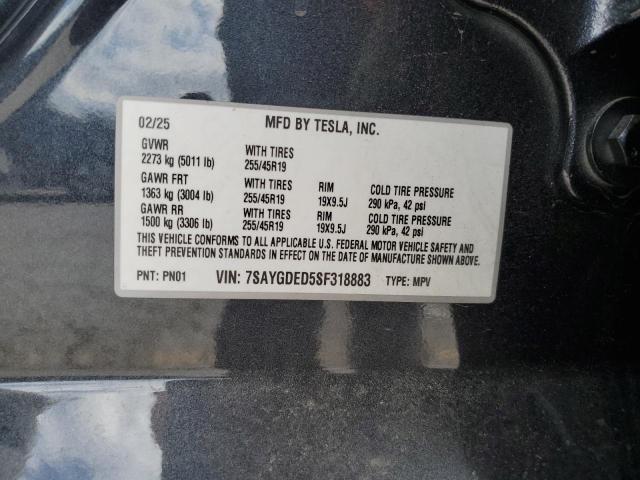 02/25 MFD BY TESLA, INC.
GVWR WITH TIRES
2273 kg (5011 lb) 255/45R19
GAWR FRT WITH TIRES RIM COLD TIRE PRESSURE
1363 kg (3004 lb) 255/45R19 19X9.5J 290 kPa, 42 psi
GAWR RR WITH TIRES RIM COLD TIRE PRESSURE
1500 kg (3306 lb) 255/45R19 19X9.5J 290 kPa, 42 psi
THIS VEHICLE CONFORMS TO ALL APPLICABLE U.S. FEDERAL MOTOR VEHICLE SAFETY AND
THEFT PREVENTION STANDARDS IN EFFECT ON THE DATE OF MANUFACTURE SHOWN ABOVE.
PNT: PN01 VIN: 7SAYGDED5SF318883 TYPE: MPV